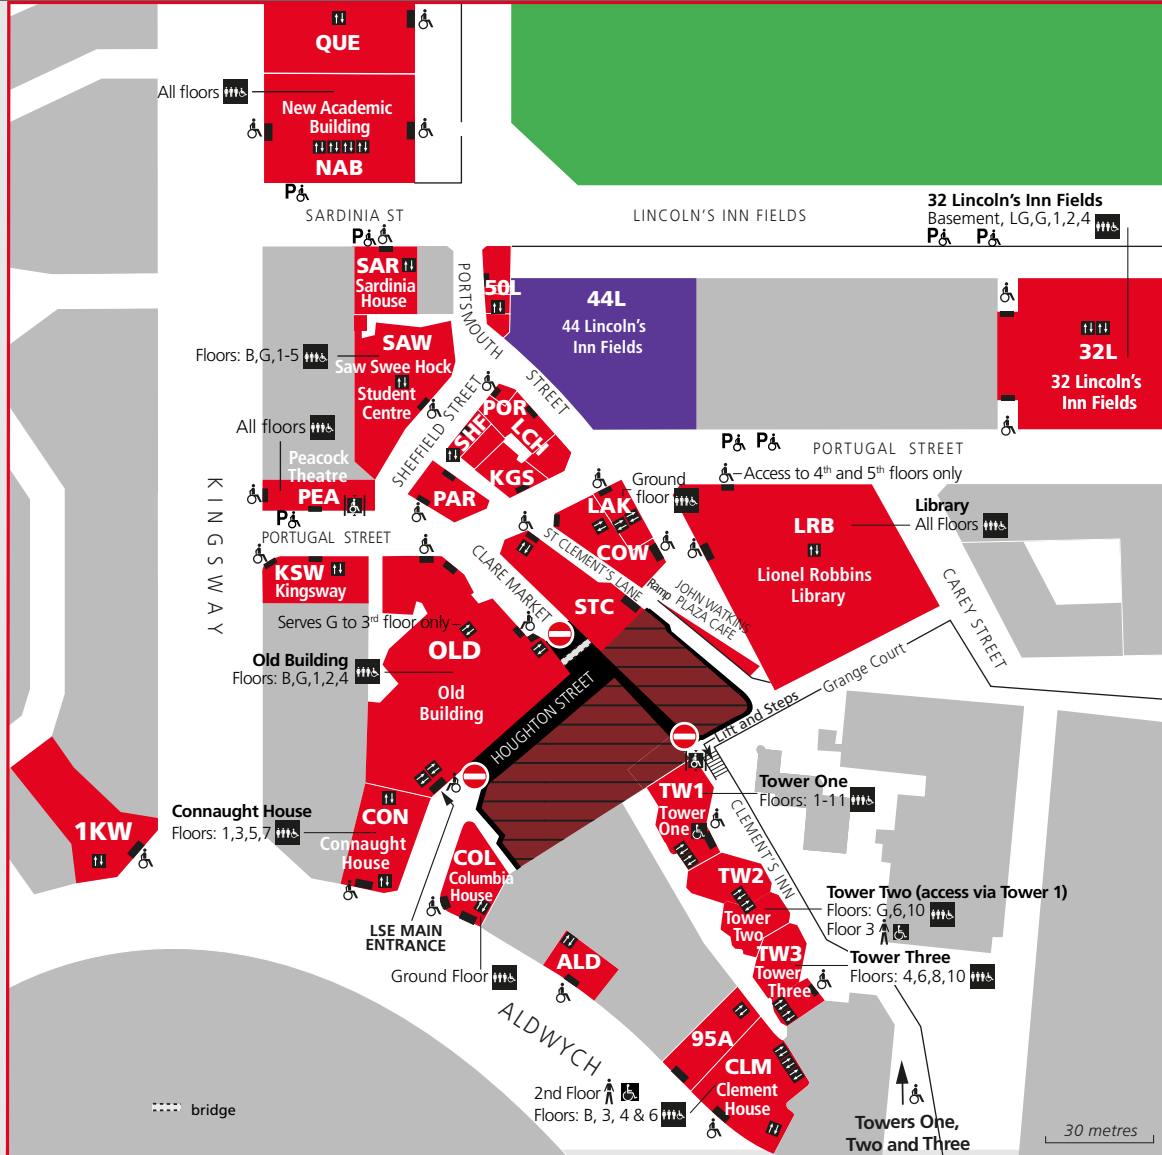 QUE
All floors
New Academic
Building
NAB
P
SARDINIA ST
LINCOLN'S INN FIELDS
32 Lincoln's Inn Fields
Basement, LG,G,1,2,4
P
P
P
SAR
Sardinia
House
PORTSMOUTH STREET
50L
44L
44 Lincoln's
Inn Fields
32L
32 Lincoln's
Inn Fields
SAW
Saw Swee Hock
Student
Centre
Floors: B,G,1-5
SHEFFIELD STREET
POR
SHF
LCH
KGS
All floors
Peacock
Theatre
PEA
P
PAR
P
P
PORTUGAL STREET
Access to 4th and 5th floors only
Ground
floor
LAK
COW
LRB
Lionel Robbins
Library
Library
All Floors
KINGSWAY
PORTUGAL STREET
KSW
Kingsway
CLARE MARKET
ST CLEMENT'S LANE
Ramp
JOHN WATKINS
PLAZA CAFE
CAREY STREET
STC
Serves G to 3rd floor only
OLD
Old
Building
Old Building
Floors: B,G,1,2,4
HOUGHTON STREET
Grange Court
Lift and Steps
TW1
Tower
One
Tower One
Floors: 1-11
CLEMENT'S INN
1KW
Connaught House
Floors: 1,3,5,7
CON
Connaught
House
COL
Columbia
House
TW2
Tower
Two
Tower Two (access via Tower 1)
Floors: G,6,10
Floor 3
LSE MAIN
ENTRANCE
Ground Floor
ALD
TW3
Tower
Three
Tower Three
Floors: 4,6,8,10
ALDWYCH
95A
CLM
Clement
House
2nd Floor
Floors: B, 3, 4 & 6
bridge
Towers One,
Two and Three
30 metres